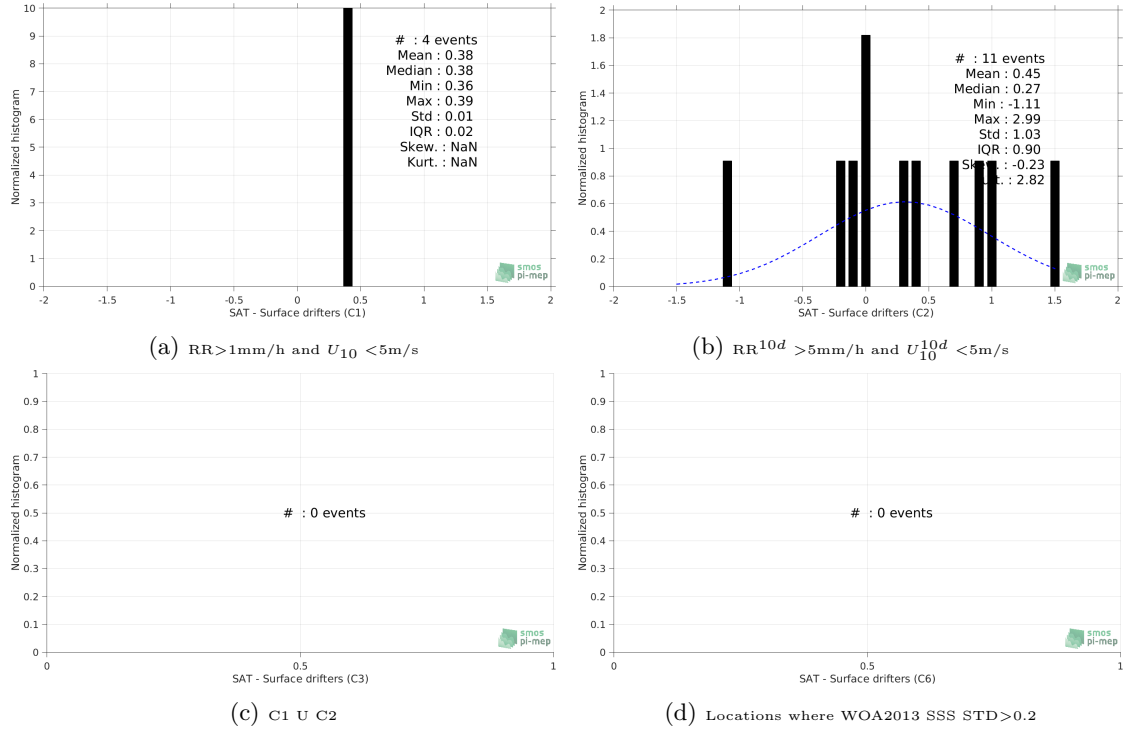 10
9
8
7
6
5
4
3
2
1
0
Normalized histogram
# : 4 events
Mean : 0.38
Median : 0.38
Min : 0.36
Max : 0.39
Std : 0.01
IQR : 0.02
Skew. : NaN
Kurt. : NaN
smos
pi-mep
-2 -1.5 -1 -0.5 0 0.5 1 1.5 2
SAT - Surface drifters (C1)
(a) RR>1mm/h and U10 <5m/s
2
1.8
1.6
1.4
1.2
1
0.8
0.6
0.4
0.2
0
Normalized histogram
# : 11 events
Mean : 0.45
Median : 0.27
Min : -1.11
Max : 2.99
Std : 1.03
IQR : 0.90
Skew. : -0.23
Kurt. : 2.82
smos
pi-mep
-2 -1.5 -1 -0.5 0 0.5 1 1.5 2
SAT - Surface drifters (C2)
(b) RR^10d >5mm/h and U10^10d <5m/s
1
0.9
0.8
0.7
0.6
0.5
0.4
0.3
0.2
0.1
0
Normalized histogram
# : 0 events
smos
pi-mep
0 0.5 1
SAT - Surface drifters (C3)
(c) C1 U C2
1
0.9
0.8
0.7
0.6
0.5
0.4
0.3
0.2
0.1
0
Normalized histogram
# : 0 events
smos
pi-mep
0 0.5 1
SAT - Surface drifters (C6)
(d) Locations where WOA2013 SSS STD>0.2